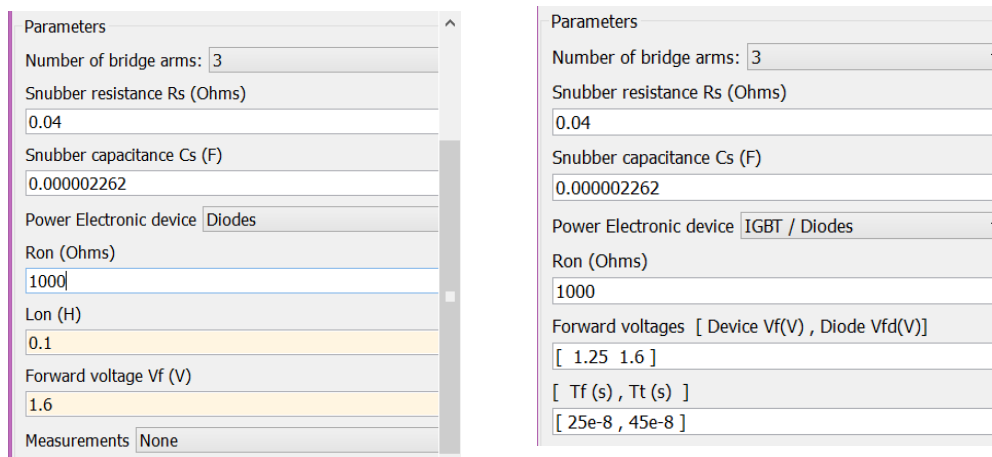 Parameters
Number of bridge arms: 3
Snubber resistance Rs (Ohms)
0.04
Snubber capacitance Cs (F)
0.000002262
Power Electronic device Diodes
Ron (Ohms)
1000
Lon (H)
0.1
Forward voltage Vf (V)
1.6
Measurements None
Parameters
Number of bridge arms: 3
Snubber resistance Rs (Ohms)
0.04
Snubber capacitance Cs (F)
0.000002262
Power Electronic device IGBT / Diodes
Ron (Ohms)
1000
Forward voltages [ Device Vf(V) , Diode Vfd(V)]
[ 1.25 1.6 ]
[ Tf (s) , Tt (s) ]
[ 25e-8 , 45e-8 ]